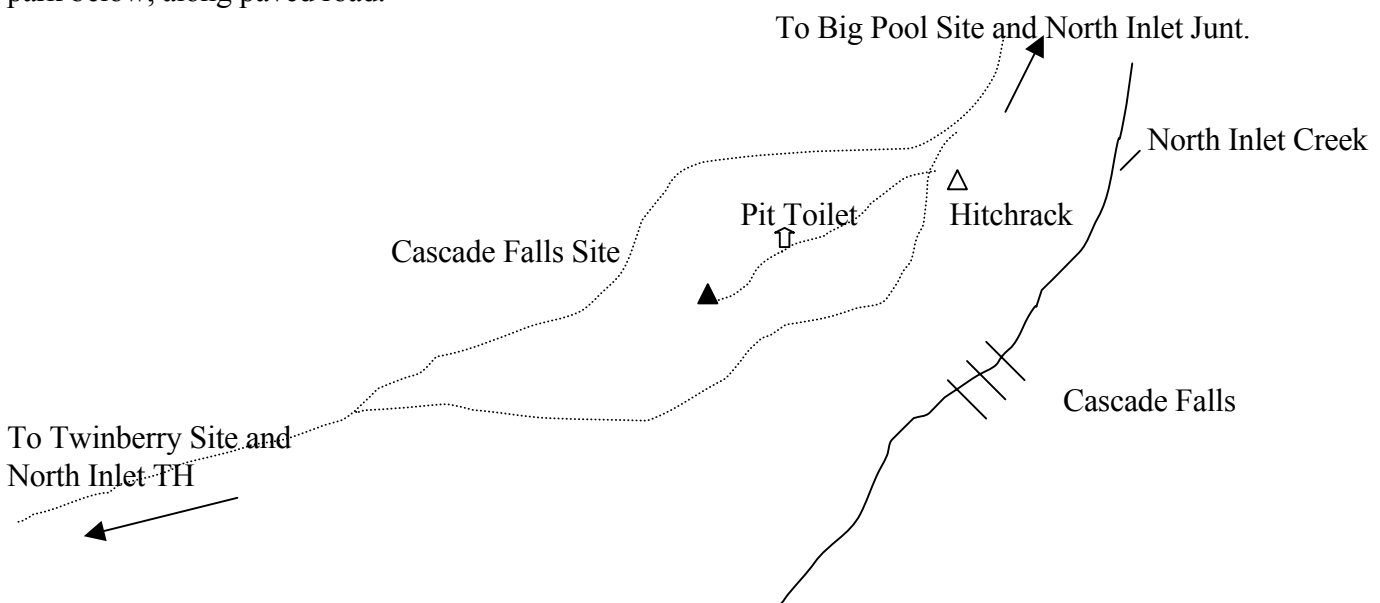 park below, along paved road.
To Big Pool Site and North Inlet Junt.
North Inlet Creek
Pit Toilet
Hitchrack
Cascade Falls Site
Cascade Falls
To Twinberry Site and
North Inlet TH